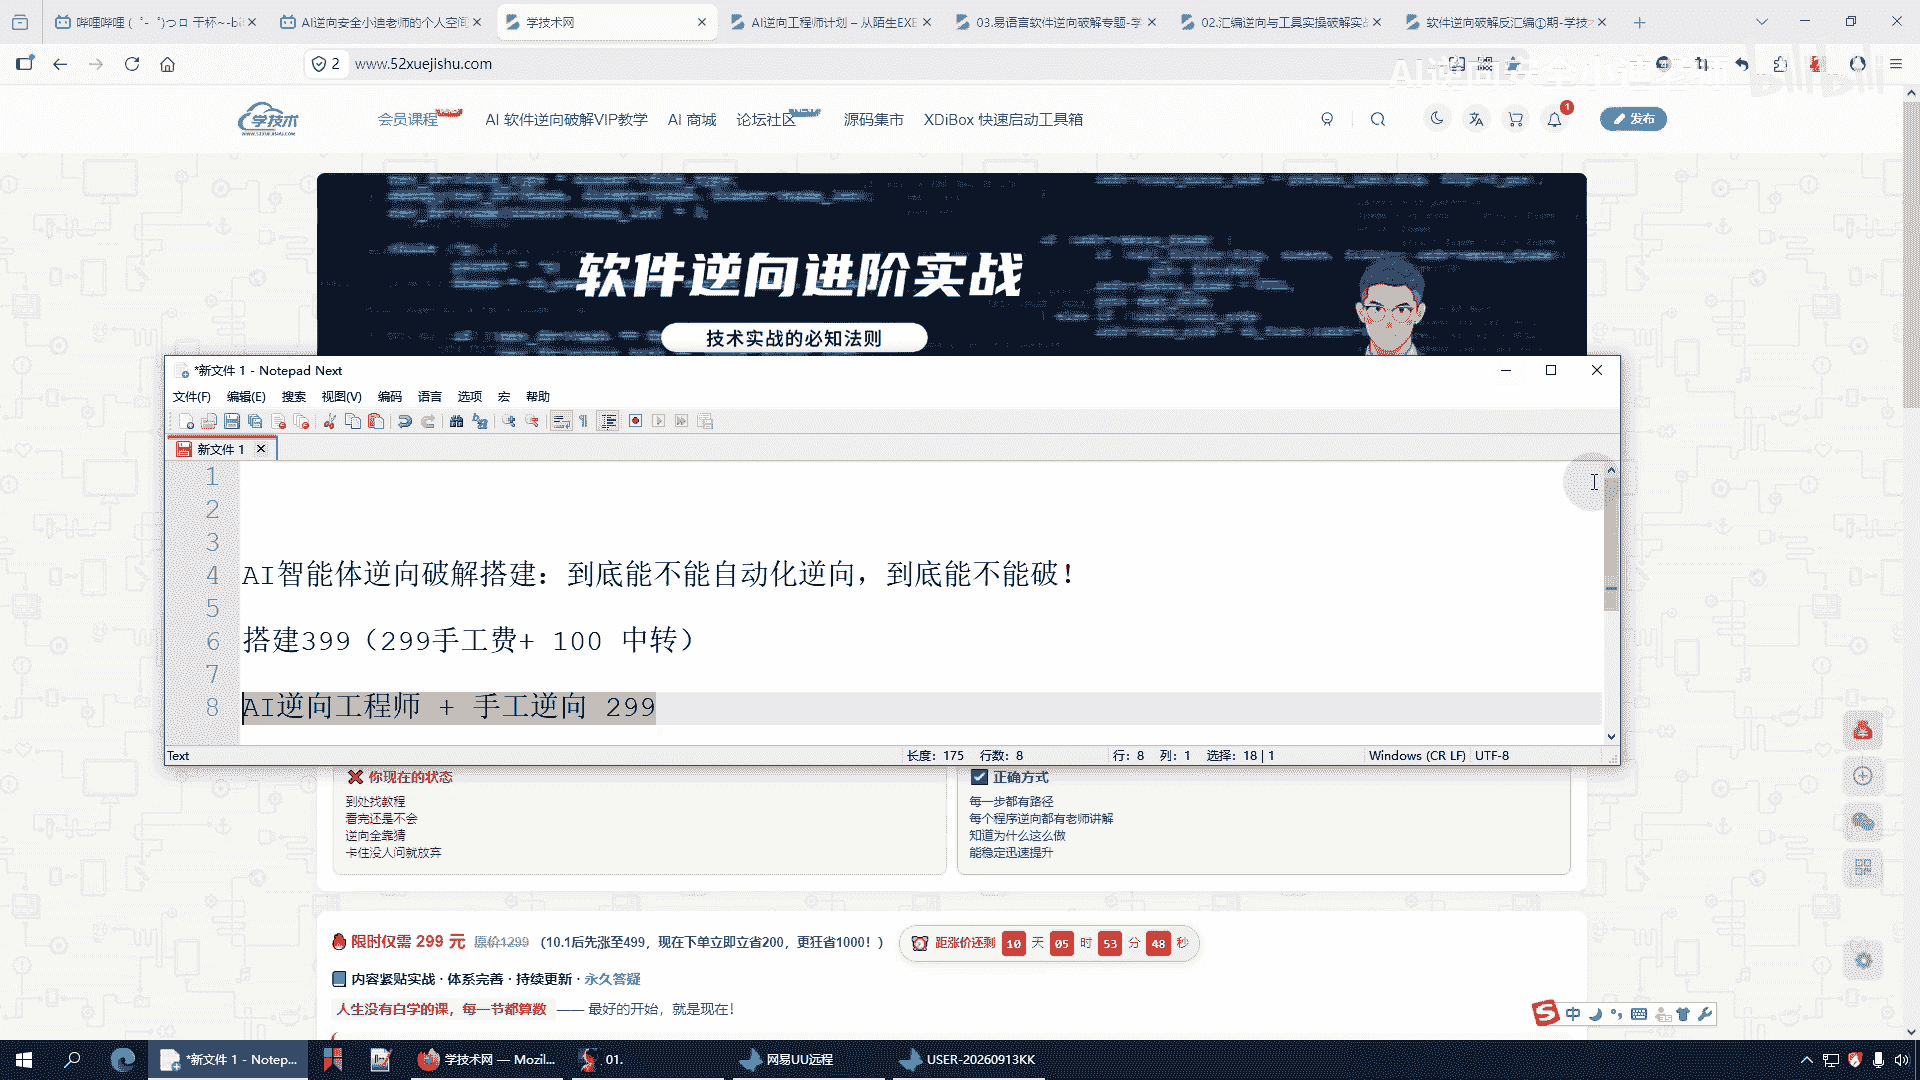 哔哩哔哩 (゜-゜)つロ 干杯~-bi
AI逆向安全小迪老师的个人空间
学技术网
AI逆向工程师计划 – 从陌生EXE
03.易语言软件逆向破解专题-学
02.汇编逆向与工具实操破解实战
软件逆向破解反汇编①期-学技
2
www.52xuejishu.com
AI逆向安全小迪老师
bilibili
学技术
WWW.52XUEJISHU.COM
会员课程
AI 软件逆向破解VIP教学
AI 商城
论坛社区
NEW
源码集市
XDiBox 快速启动工具箱
1
发布
软件逆向进阶实战
技术实战的必知法则
*新文件 1 - Notepad Next
文件(F) 编辑(E) 搜索 视图(V) 编码 语言 选项 宏 帮助
新文件 1
1
2
3
4 AI智能体逆向破解搭建：到底能不能自动化逆向，到底能不能破！
5
6 搭建399（299手工费+ 100 中转）
7
8 AI逆向工程师 + 手工逆向 299
Text 长度: 175 行数: 8 行: 8 列: 1 选择: 18 | 1 Windows (CR LF) UTF-8
你现在的状态
到处找教程
看完还是不会
逆向全靠猜
卡住没人问就放弃
正确方式
每一步都有路径
每个程序逆向都有老师讲解
知道为什么这么做
能稳定迅速提升
限时仅需 299 元 原价1299 （10.1后先涨至499，现在下单立即立省200，更狂省1000！）
距涨价还剩 10 天 05 时 53 分 48 秒
内容紧贴实战 · 体系完善 · 持续更新 · 永久答疑
人生没有白学的课，每一节都算数 —— 最好的开始，就是现在！
中
*新文件 1 - Notep...
学技术网 — Mozil...
01.
网易UU远程
USER-20260913KK